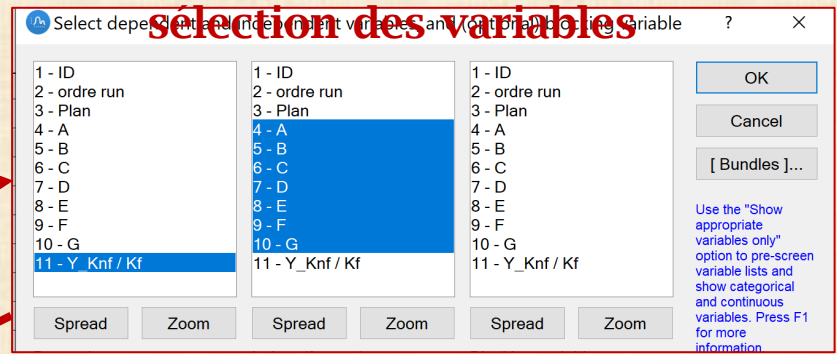 sélection des variables
Select dependent and independent variables, and (optional) blocking variable ? ×
1 - ID
2 - ordre run
3 - Plan
4 - A
5 - B
6 - C
7 - D
8 - E
9 - F
10 - G
11 - Y_Knf / Kf
Spread Zoom
1 - ID
2 - ordre run
3 - Plan
4 - A
5 - B
6 - C
7 - D
8 - E
9 - F
10 - G
11 - Y_Knf / Kf
Spread Zoom
1 - ID
2 - ordre run
3 - Plan
4 - A
5 - B
6 - C
7 - D
8 - E
9 - F
10 - G
11 - Y_Knf / Kf
Spread Zoom
OK
Cancel
[ Bundles ]...
Use the "Show
appropriate
variables only"
option to pre-screen
variable lists and
show categorical
and continuous
variables. Press F1
for more
information.